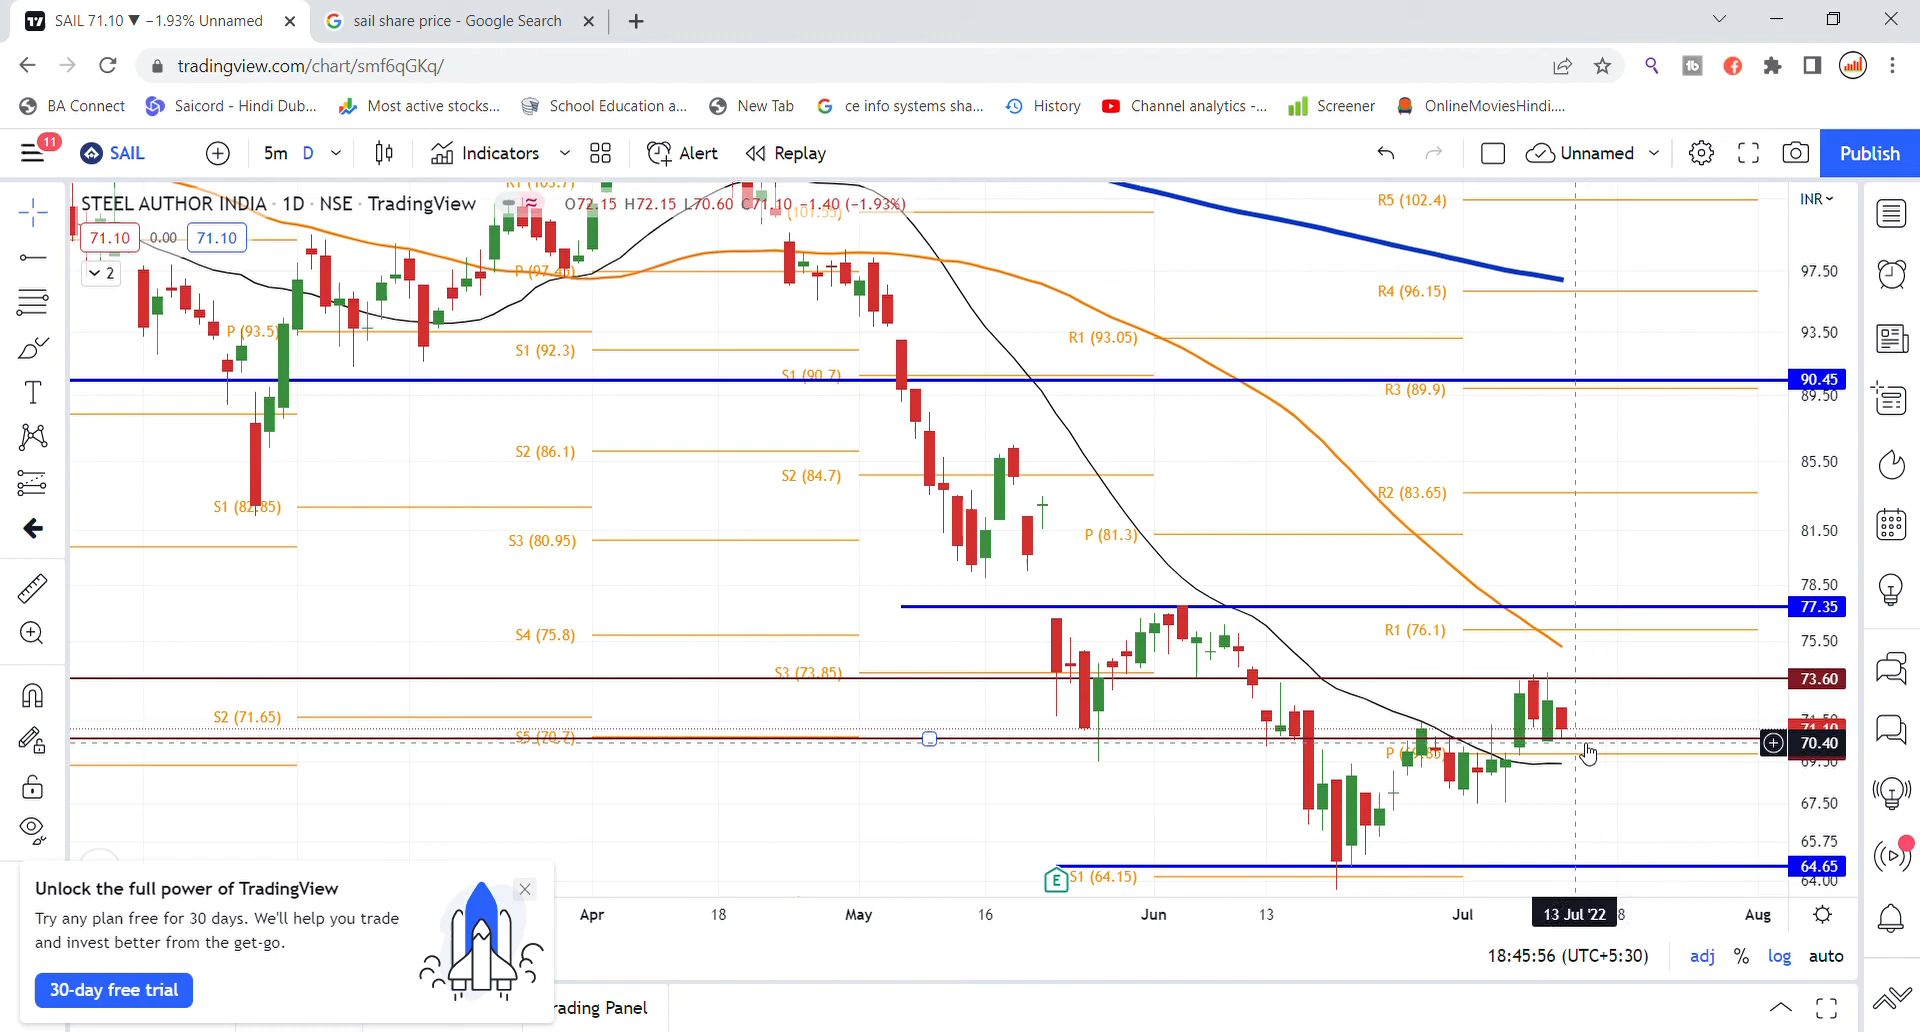 SAIL 71.10 ▼ −1.93% Unnamed
sail share price - Google Search
tradingview.com/chart/smf6qGKq/
BA Connect
Saicord - Hindi Dub...
Most active stocks...
School Education a...
New Tab
ce info systems sha...
History
Channel analytics -...
Screener
OnlineMoviesHindi....
11
SAIL
5m
D
Indicators
Alert
Replay
Unnamed
Publish
STEEL AUTHOR INDIA · 1D · NSE · TradingView
O72.15 H72.15 L70.60 C71.10 −1.40 (−1.93%)
71.10
0.00
71.10
2
R5 (102.4)
INR
P (97.45)
97.50
R4 (96.15)
P (93.5)
93.50
R1 (93.05)
S1 (92.3)
S1 (90.7)
90.45
R3 (89.9)
89.50
S2 (86.1)
85.50
S2 (84.7)
R2 (83.65)
S1 (82.85)
81.50
P (81.3)
S3 (80.95)
78.50
77.35
S4 (75.8)
R1 (76.1)
75.50
S3 (73.85)
73.60
S2 (71.65)
71.10
S5 (70.7)
70.40
69.50
67.50
65.75
64.65
S1 (64.15)
64.00
E
Apr
18
May
16
Jun
13
Jul
13 Jul '22
8
Aug
Unlock the full power of TradingView
Try any plan free for 30 days. We'll help you trade
and invest better from the get-go.
30-day free trial
18:45:56 (UTC+5:30)
adj
%
log
auto
rading Panel